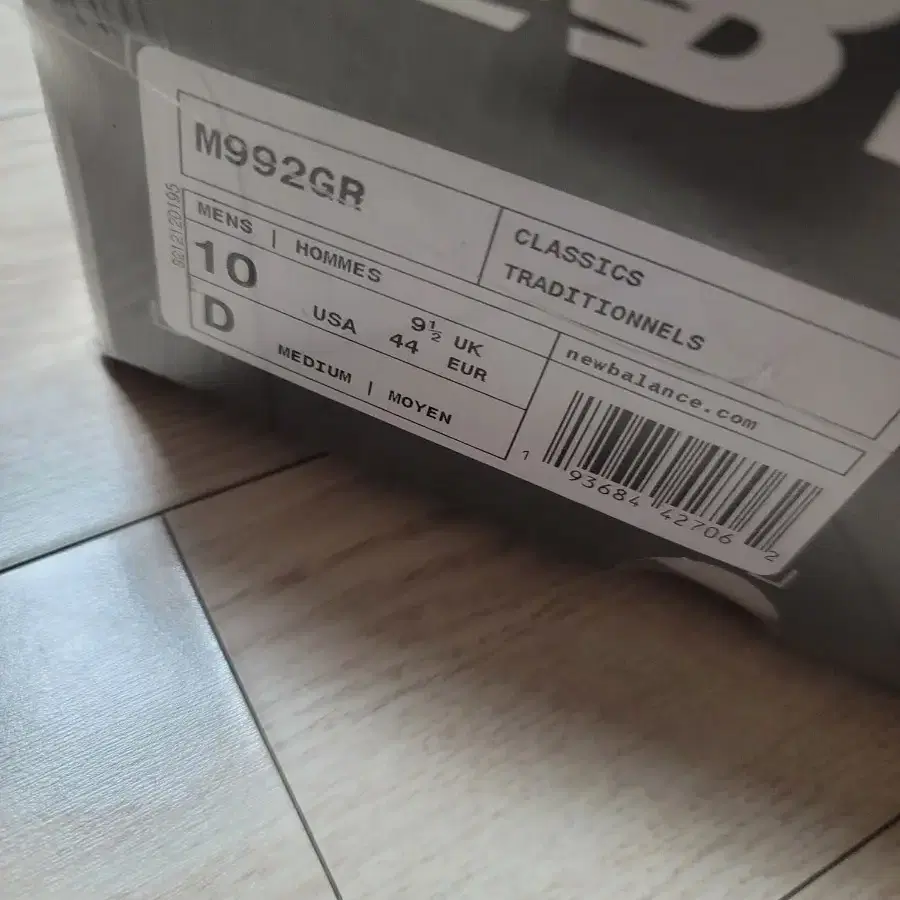 M992GR
CLASSICS
TRADITIONNELS
MENS | HOMMES
10
USA
9½ UK
44 EUR
D
MEDIUM | MOYEN
newbalance.com
1 93684 42706 2